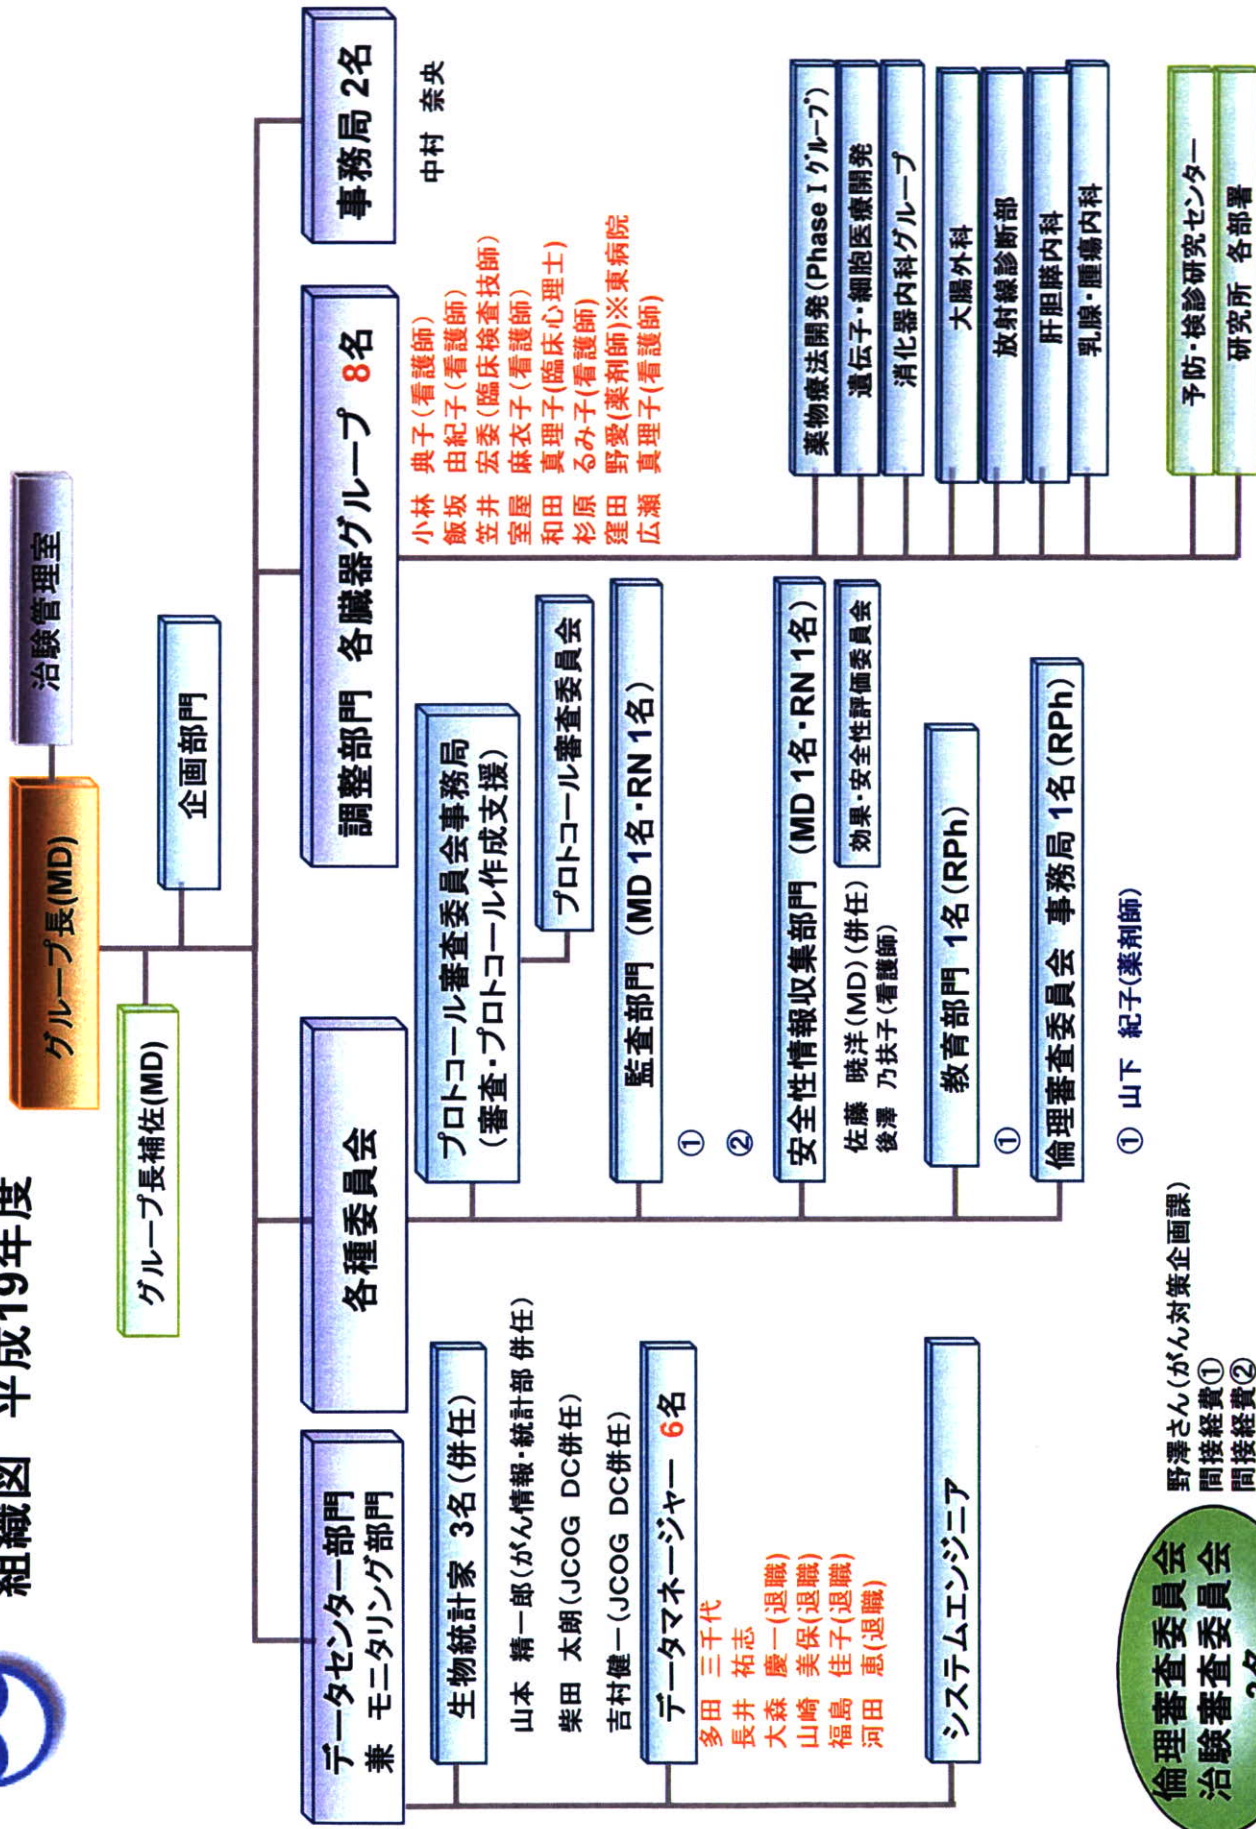 組織図 平成19年度
グループ長(MD)
治験管理室
グループ長補佐(MD)
企画部門
データセンター部門
兼 モニタリング部門
生物統計家 3名(併任)
山本 精一郎(がん情報・統計部 併任)
柴田 太朗(JCOG DC併任)
吉村健一(JCOG DC併任)
データマネージャー 6名
多田 三千代
長井 祐志
大森 慶一(退職)
山崎 美保(退職)
福島 佳子(退職)
河田 恵(退職)
システムエンジニア
各種委員会
プロトコール審査委員会事務局
(審査・プロトコール作成支援)
プロトコール審査委員会
監査部門 (MD 1名・RN 1名)
①
②
安全性情報収集部門 (MD 1名・RN 1名)
効果・安全性評価委員会
佐藤 暁洋(MD)(併任)
後澤 乃扶子(看護師)
教育部門 1名(RPh)
①
倫理審査委員会 事務局 1名(RPh)
① 山下 紀子(薬剤師)
調整部門 各臓器グループ 8名
小林 典子(看護師)
飯坂 由紀子(看護師)
笠井 宏委(臨床検査技師)
室屋 麻衣子(看護師)
和田 真理子(臨床心理士)
杉原 るみ子(看護師)
窪田 野愛(薬剤師)※東病院
広瀬 真理子(看護師)
薬物療法開発(Phase I グループ)
遺伝子・細胞医療開発
消化器内科グループ
大腸外科
放射線診断部
肝胆膵内科
乳腺・腫瘍内科
予防・検診研究センター
研究所 各部署
事務局 2名
中村 奈央
倫理審査委員会
治験審査委員会
野澤さん(がん対策企画課)
間接経費①
間接経費②